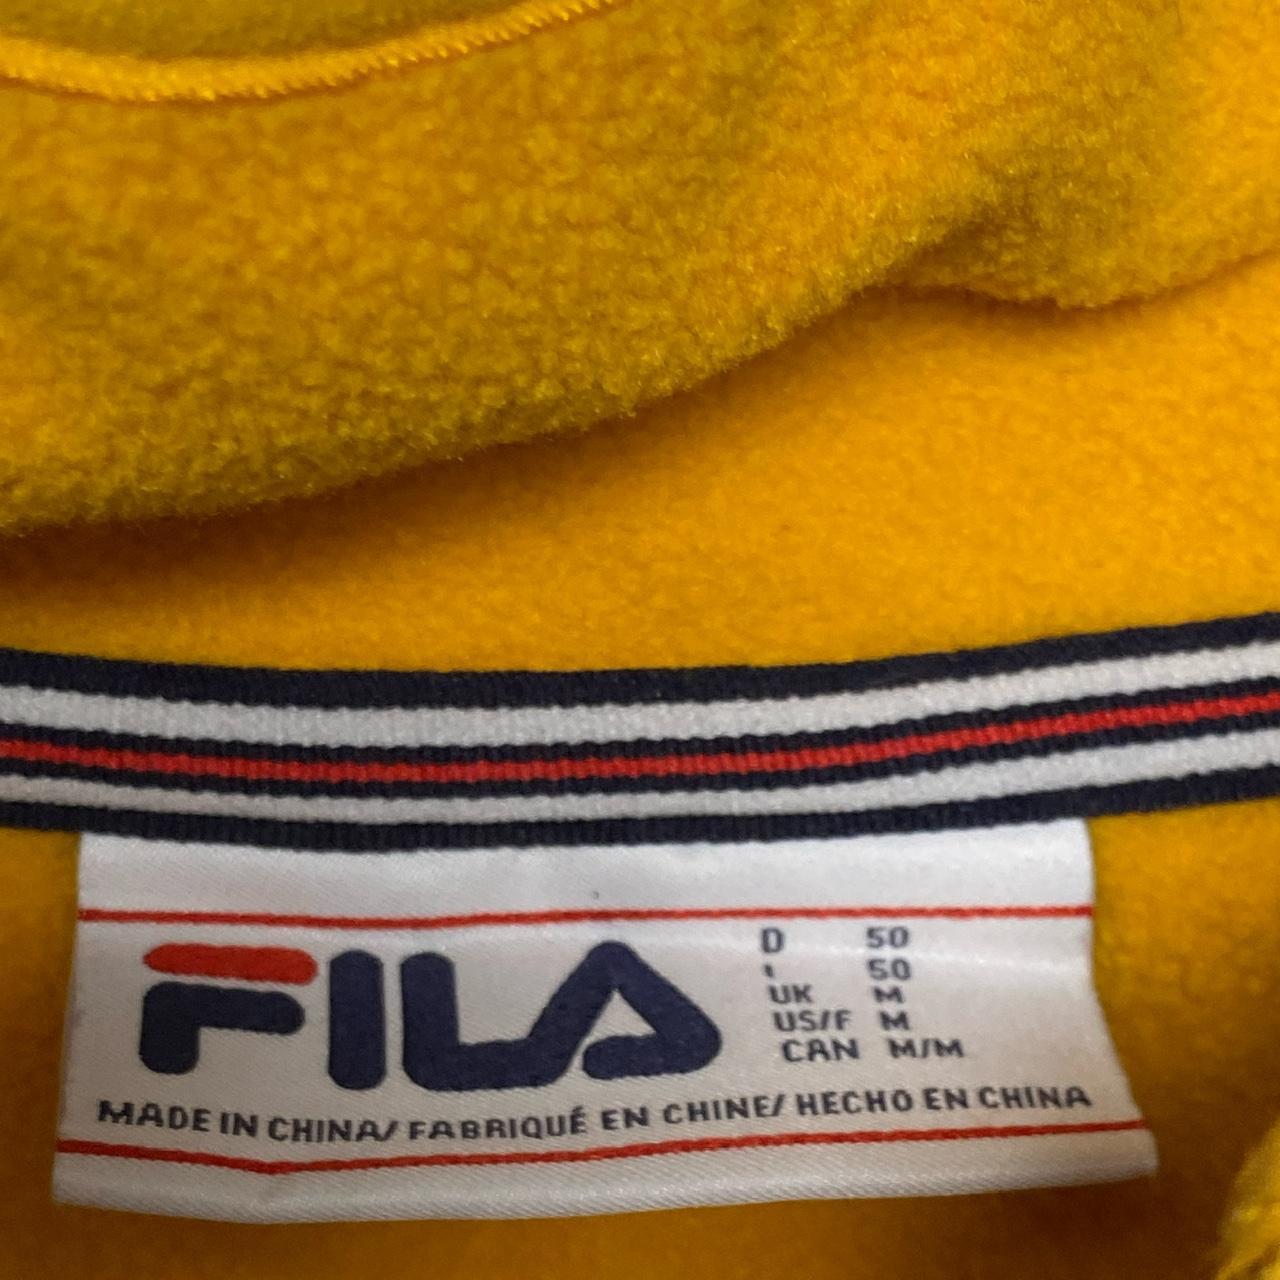 FILA
D 50
I 50
UK M
US/F M
CAN M/M
MADE IN CHINA/ FABRIQUÉ EN CHINE/ HECHO EN CHINA